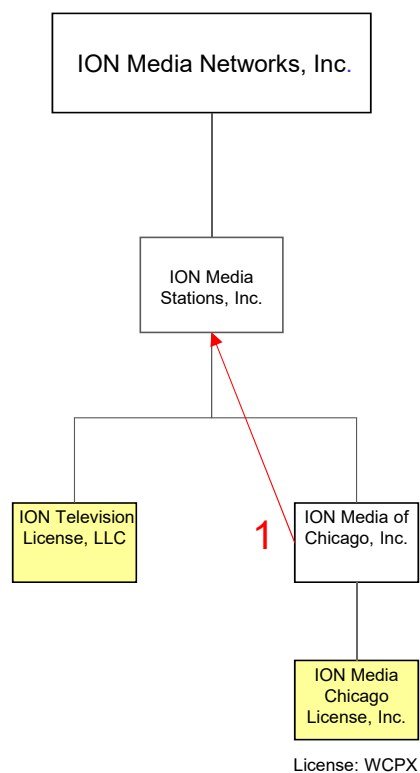 ION Media Networks, Inc.
ION Media
Stations, Inc.
ION Television
License, LLC
1
ION Media of
Chicago, Inc.
ION Media
Chicago
License, Inc.
License: WCPX